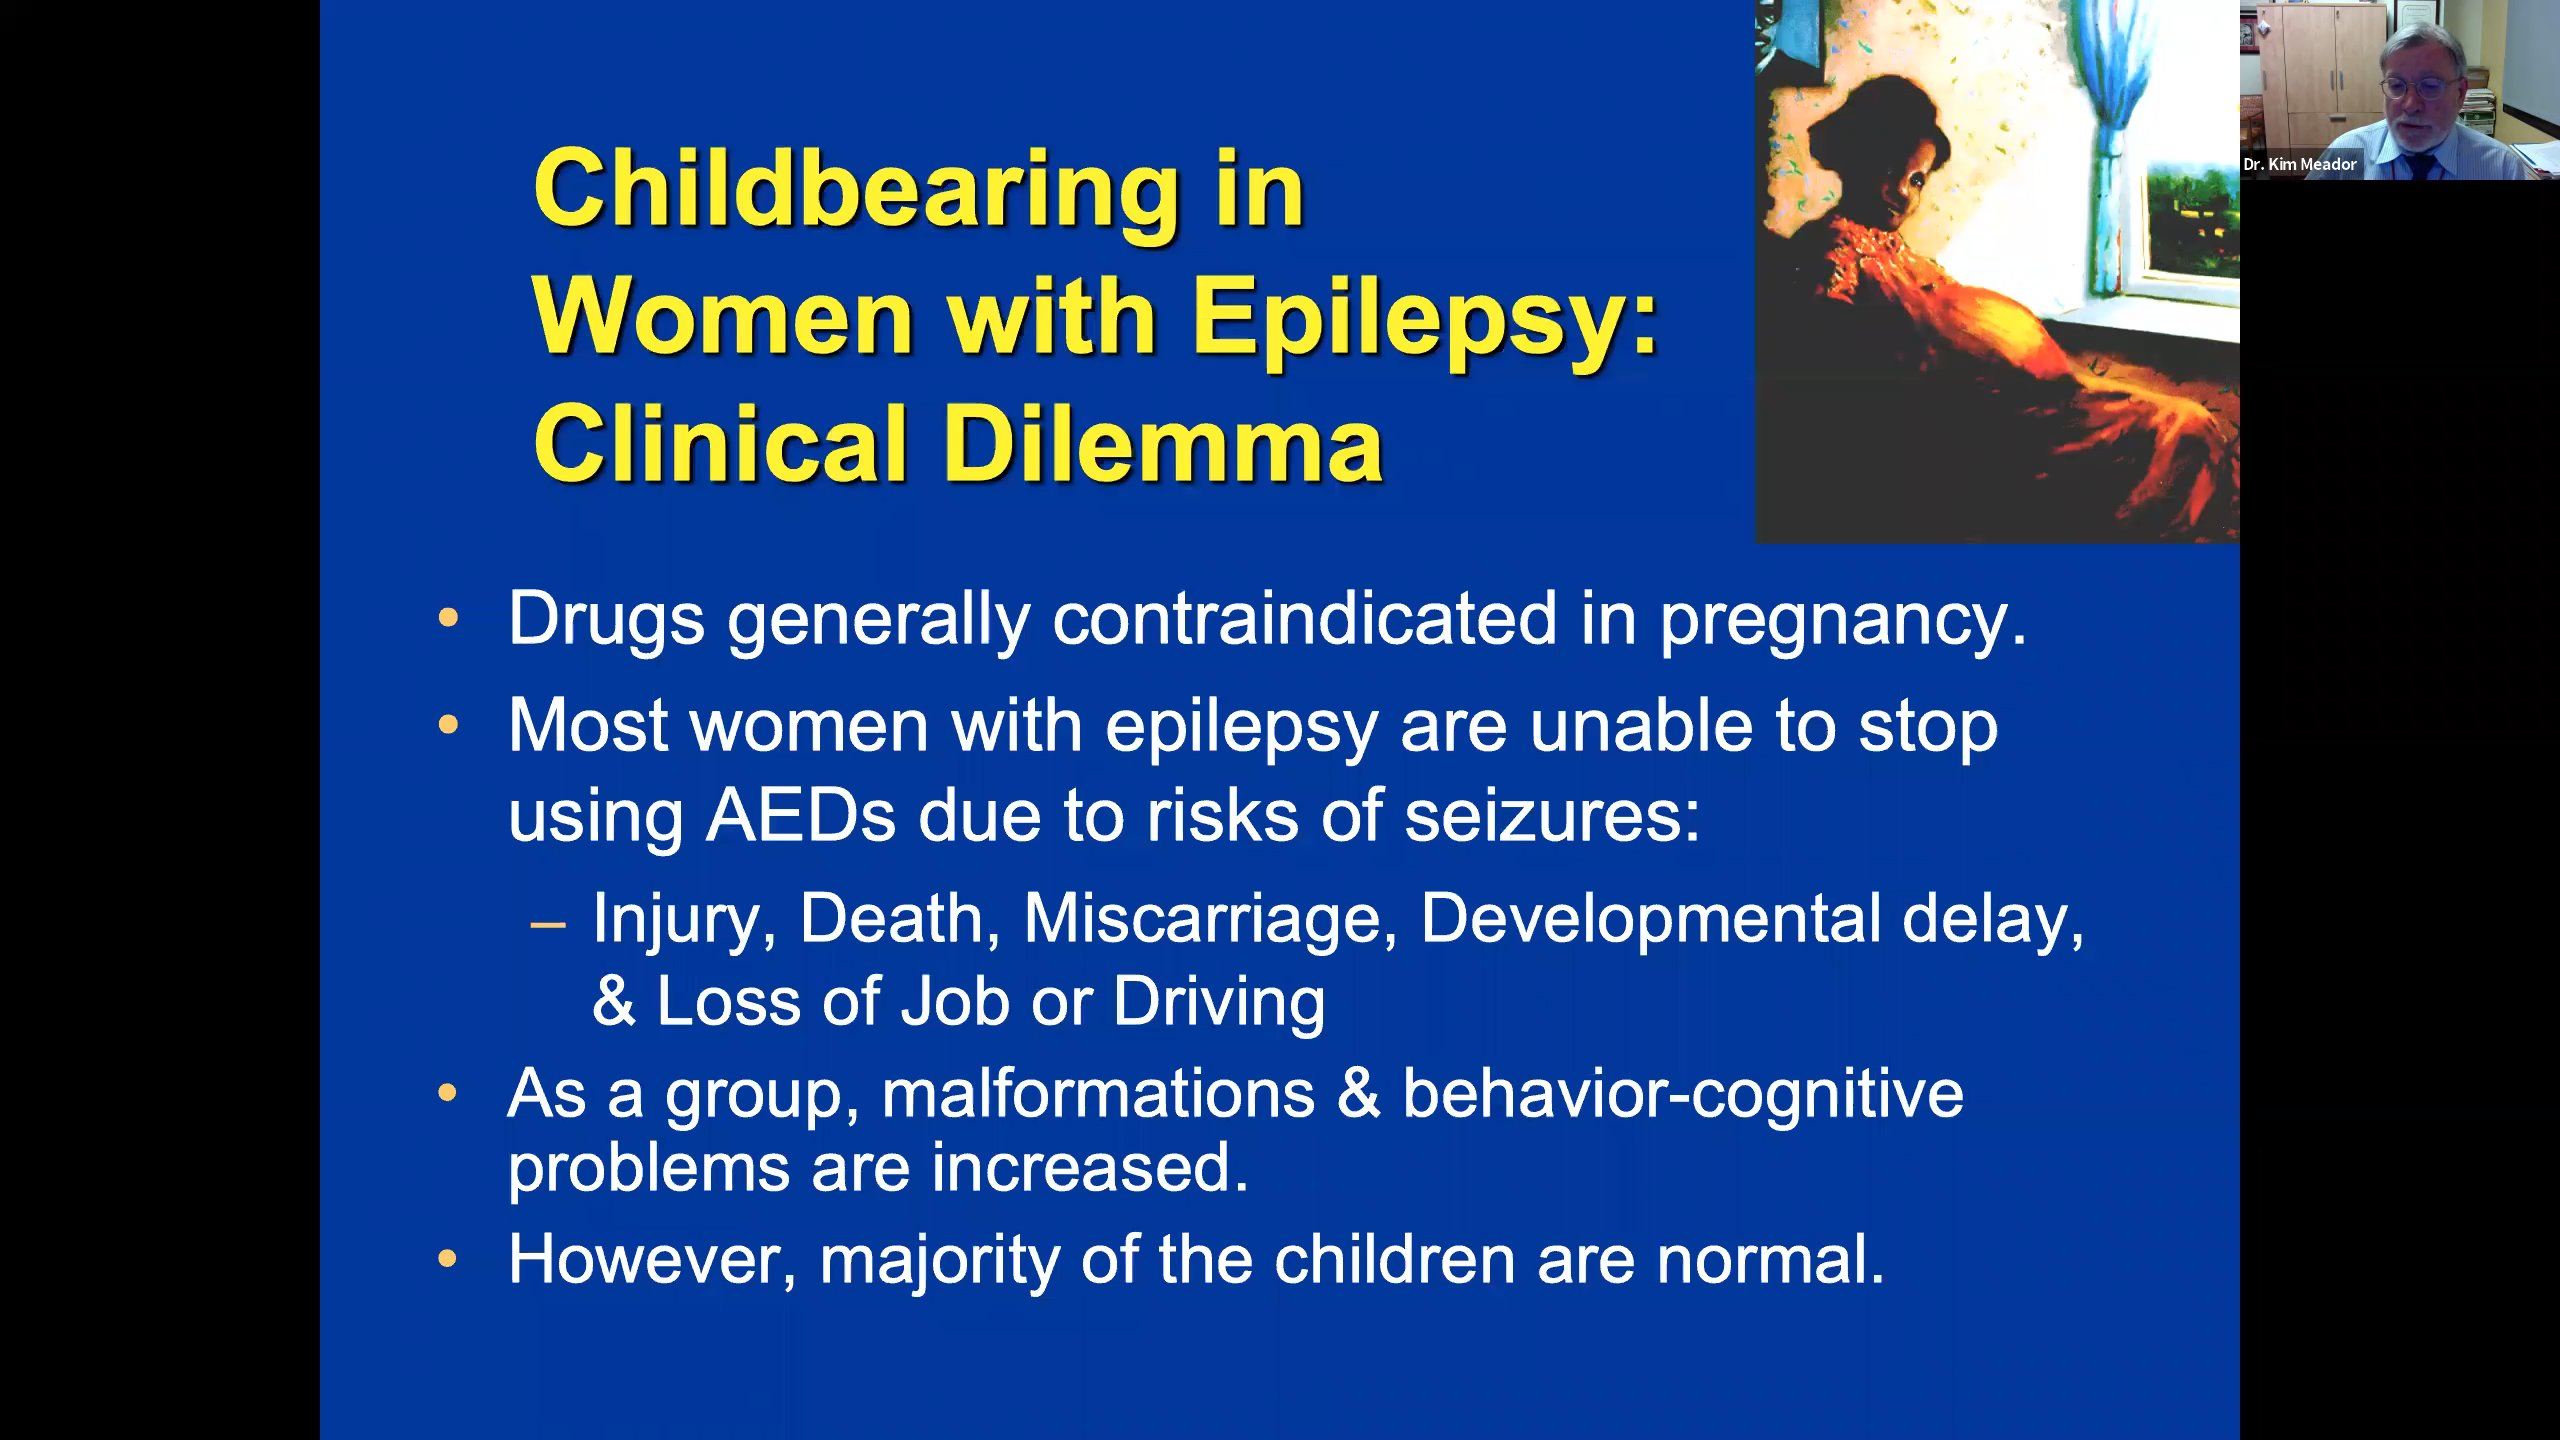 Childbearing in
Women with Epilepsy:
Clinical Dilemma
Dr. Kim Meador
• Drugs generally contraindicated in pregnancy.
• Most women with epilepsy are unable to stop
using AEDs due to risks of seizures:
– Injury, Death, Miscarriage, Developmental delay,
& Loss of Job or Driving
• As a group, malformations & behavior-cognitive
problems are increased.
• However, majority of the children are normal.